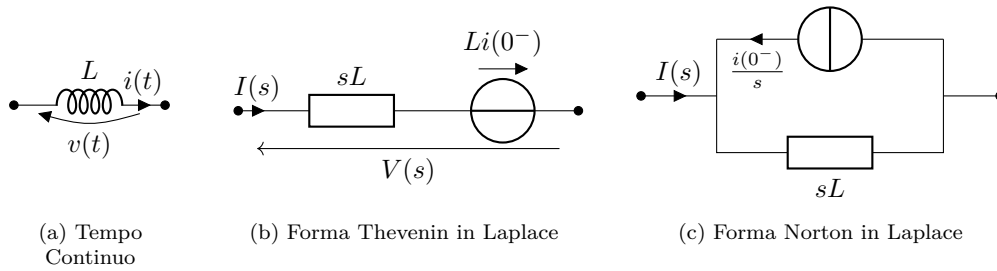 L
i(t)
v(t)
(a) Tempo
Continuo
I(s)
sL
Li(0⁻)
V(s)
(b) Forma Thevenin in Laplace
I(s)
i(0⁻)
s
sL
(c) Forma Norton in Laplace